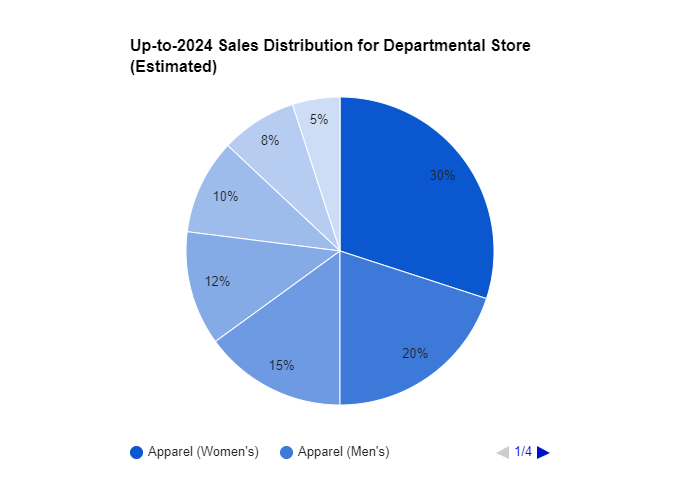 Up-to-2024 Sales Distribution for Departmental Store
(Estimated)
5%
8%
30%
10%
12%
20%
15%
Apparel (Women's)
Apparel (Men's)
1/4